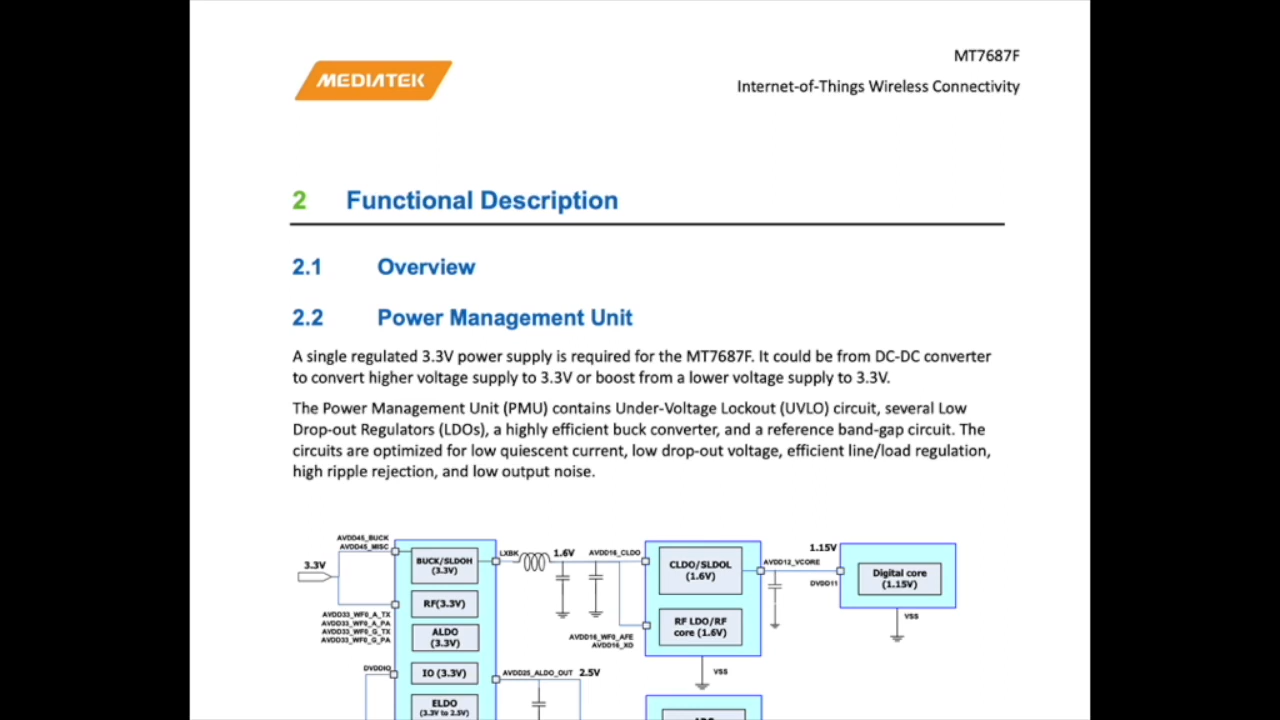 MT7687F
MEDIATEK
Internet-of-Things Wireless Connectivity
2 Functional Description
2.1 Overview
2.2 Power Management Unit
A single regulated 3.3V power supply is required for the MT7687F. It could be from DC-DC converter
to convert higher voltage supply to 3.3V or boost from a lower voltage supply to 3.3V.
The Power Management Unit (PMU) contains Under-Voltage Lockout (UVLO) circuit, several Low
Drop-out Regulators (LDOs), a highly efficient buck converter, and a reference band-gap circuit. The
circuits are optimized for low quiescent current, low drop-out voltage, efficient line/load regulation,
high ripple rejection, and low output noise.
AVDD45_BUCK
AVDD45_MISC
3.3V
AVDD33_WF0_A_TX
AVDD33_WF0_A_PA
AVDD33_WF0_G_TX
AVDD33_WF0_G_PA
DVDDIO
BUCK/SLDOH
(3.3V)
RF(3.3V)
ALDO
(3.3V)
IO (3.3V)
ELDO
(3.3V to 2.5V)
LXBK
1.6V
AVDD16_CLDO
AVDD16_WF0_AFE
AVDD16_XO
AVDD25_ALDO_OUT 2.5V
CLDO/SLDOL
(1.6V)
RF LDO/RF
core (1.6V)
VSS
1.15V
AVDD12_VCORE
DVDD11
Digital core
(1.15V)
VSS